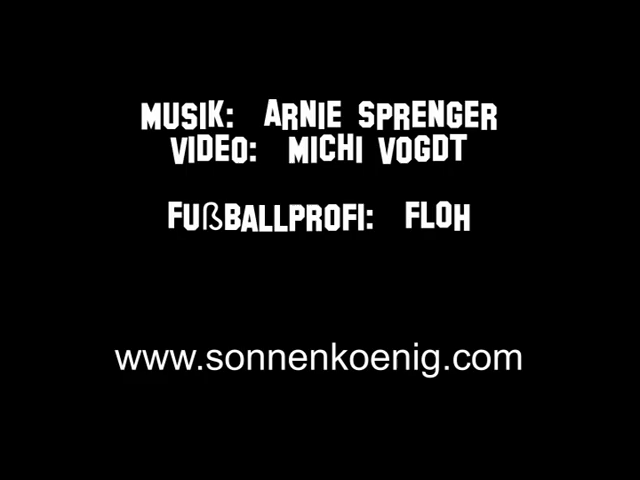 MUSIK: ARNIE SPRENGER
VIDEO: MICHI VOGDT
FUßBALLPROFI: FLOH
www.sonnenkoenig.com